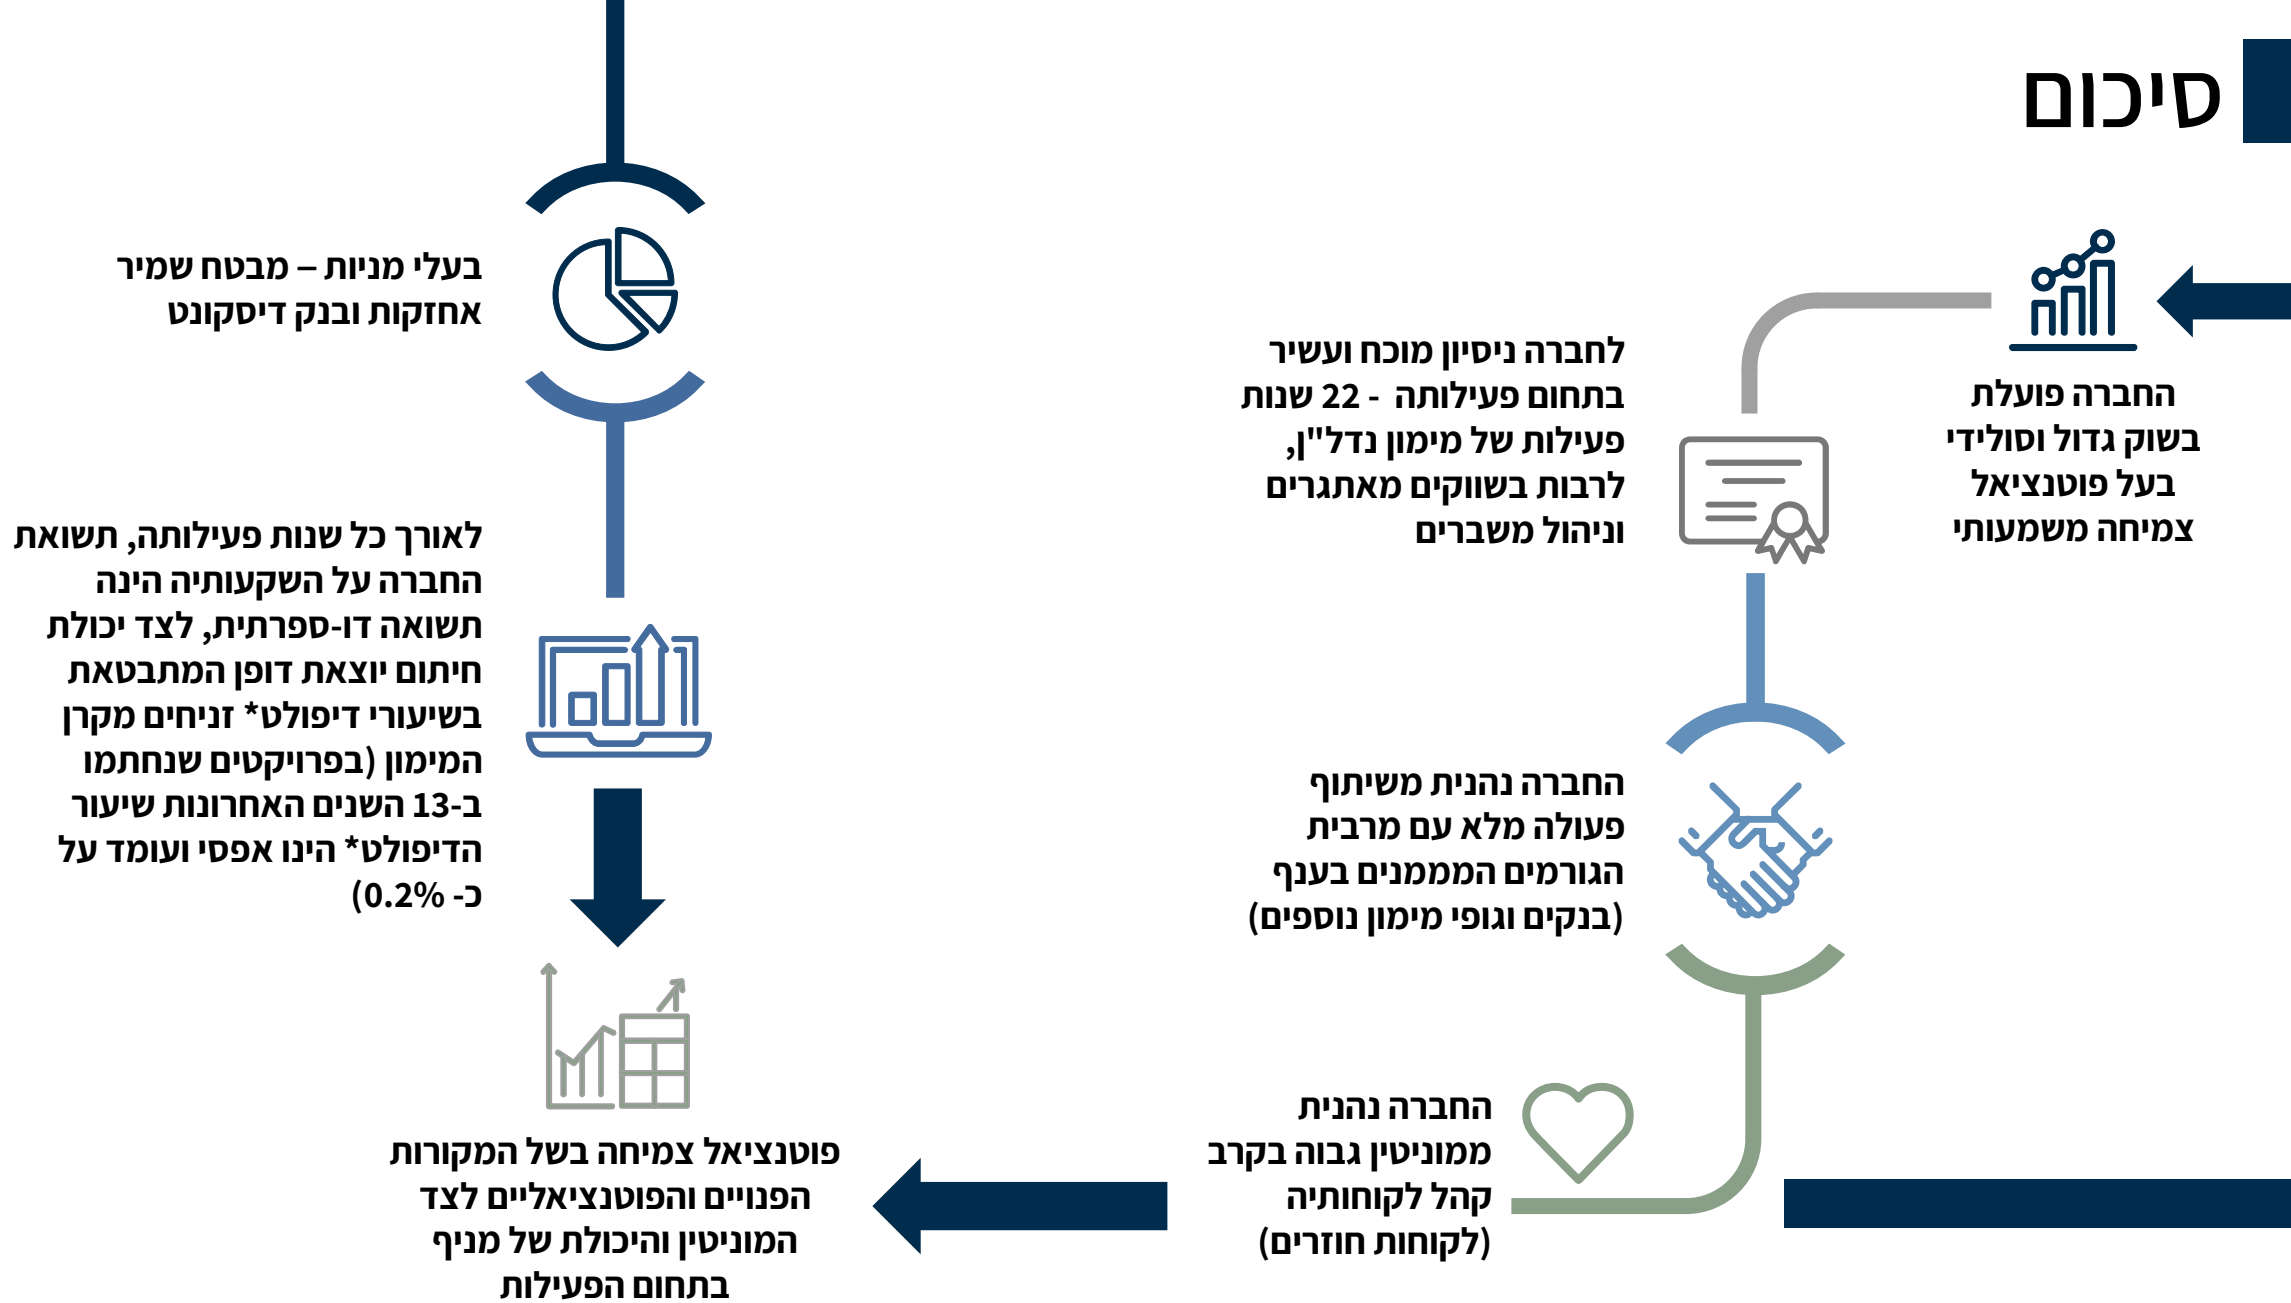 סיכום
החברה פועלת
בשוק גדול וסולידי
בעל פוטנציאל
צמיחה משמעותי
לחברה ניסיון מוכח ועשיר
בתחום פעילותה - 22 שנות
פעילות של מימון נדל"ן,
לרבות בשווקים מאתגרים
וניהול משברים
החברה נהנית משיתוף
פעולה מלא עם מרבית
הגורמים המממנים בענף
(בנקים וגופי מימון נוספים)
החברה נהנית
ממוניטין גבוה בקרב
קהל לקוחותיה
(לקוחות חוזרים)
בעלי מניות – מבטח שמיר
אחזקות ובנק דיסקונט
לאורך כל שנות פעילותה, תשואת
החברה על השקעותיה הינה
תשואה דו-ספרתית, לצד יכולת
חיתום יוצאת דופן המתבטאת
בשיעורי דיפולט* זניחים מקרן
המימון (בפרויקטים שנחתמו
ב-13 השנים האחרונות שיעור
הדיפולט* הינו אפסי ועומד על
כ- 0.2%)
פוטנציאל צמיחה בשל המקורות
הפנויים והפוטנציאליים לצד
המוניטין והיכולת של מניף
בתחום הפעילות